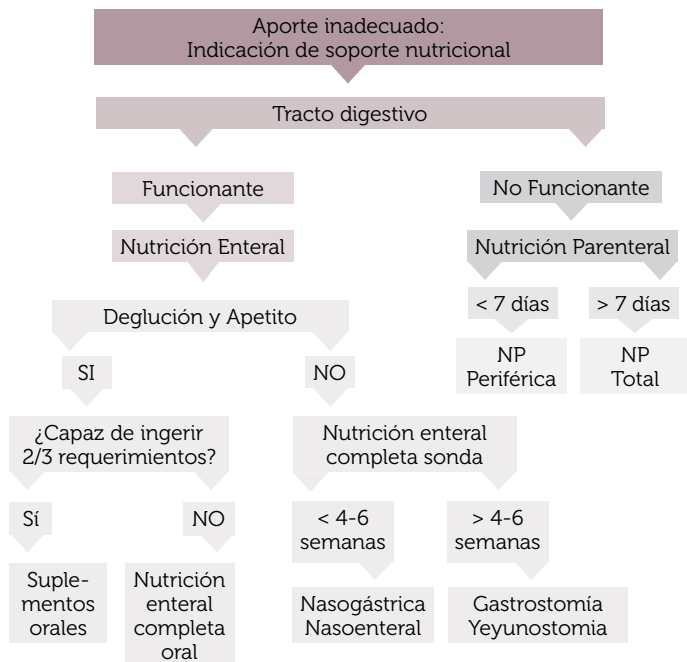 Aporte inadecuado:
Indicación de soporte nutricional
Tracto digestivo
Funcionante
No Funcionante
Nutrición Enteral
Nutrición Parenteral
Deglución y Apetito
< 7 días
> 7 días
SI
NO
NP
Periférica
NP
Total
¿Capaz de ingerir
2/3 requerimientos?
Nutrición enteral
completa sonda
Sí
NO
< 4-6
semanas
> 4-6
semanas
Suple-
mentos
orales
Nutrición
enteral
completa
oral
Nasogástrica
Nasoenteral
Gastrostomía
Yeyunostomia